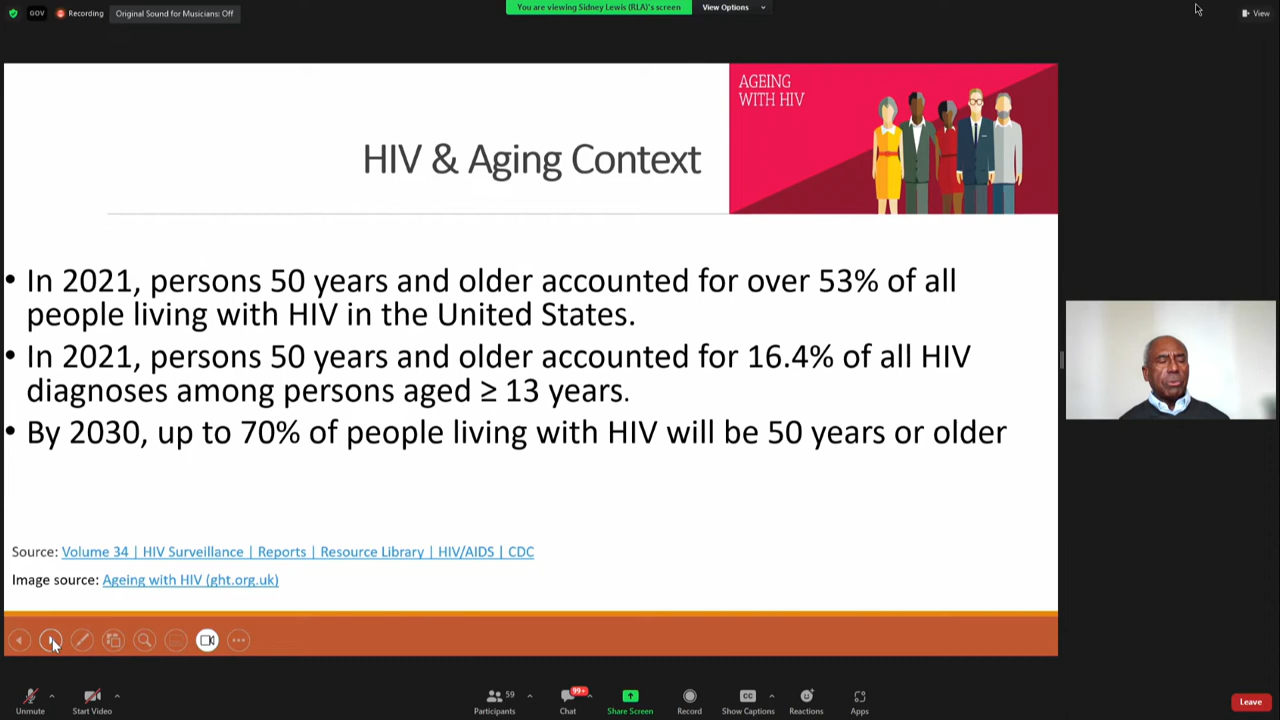 GOV
Recording
Original Sound for Musicians: Off
You are viewing Sidney Lewis (RLA)'s screen
View Options
View
AGEING
WITH HIV
HIV & Aging Context
• In 2021, persons 50 years and older accounted for over 53% of all
people living with HIV in the United States.
• In 2021, persons 50 years and older accounted for 16.4% of all HIV
diagnoses among persons aged ≥ 13 years.
• By 2030, up to 70% of people living with HIV will be 50 years or older
Source: Volume 34 | HIV Surveillance | Reports | Resource Library | HIV/AIDS | CDC
Image source: Ageing with HIV (ght.org.uk)
Unmute
Start Video
59
Participants
99+
Chat
Share Screen
Record
CC
Show Captions
Reactions
Apps
Leave